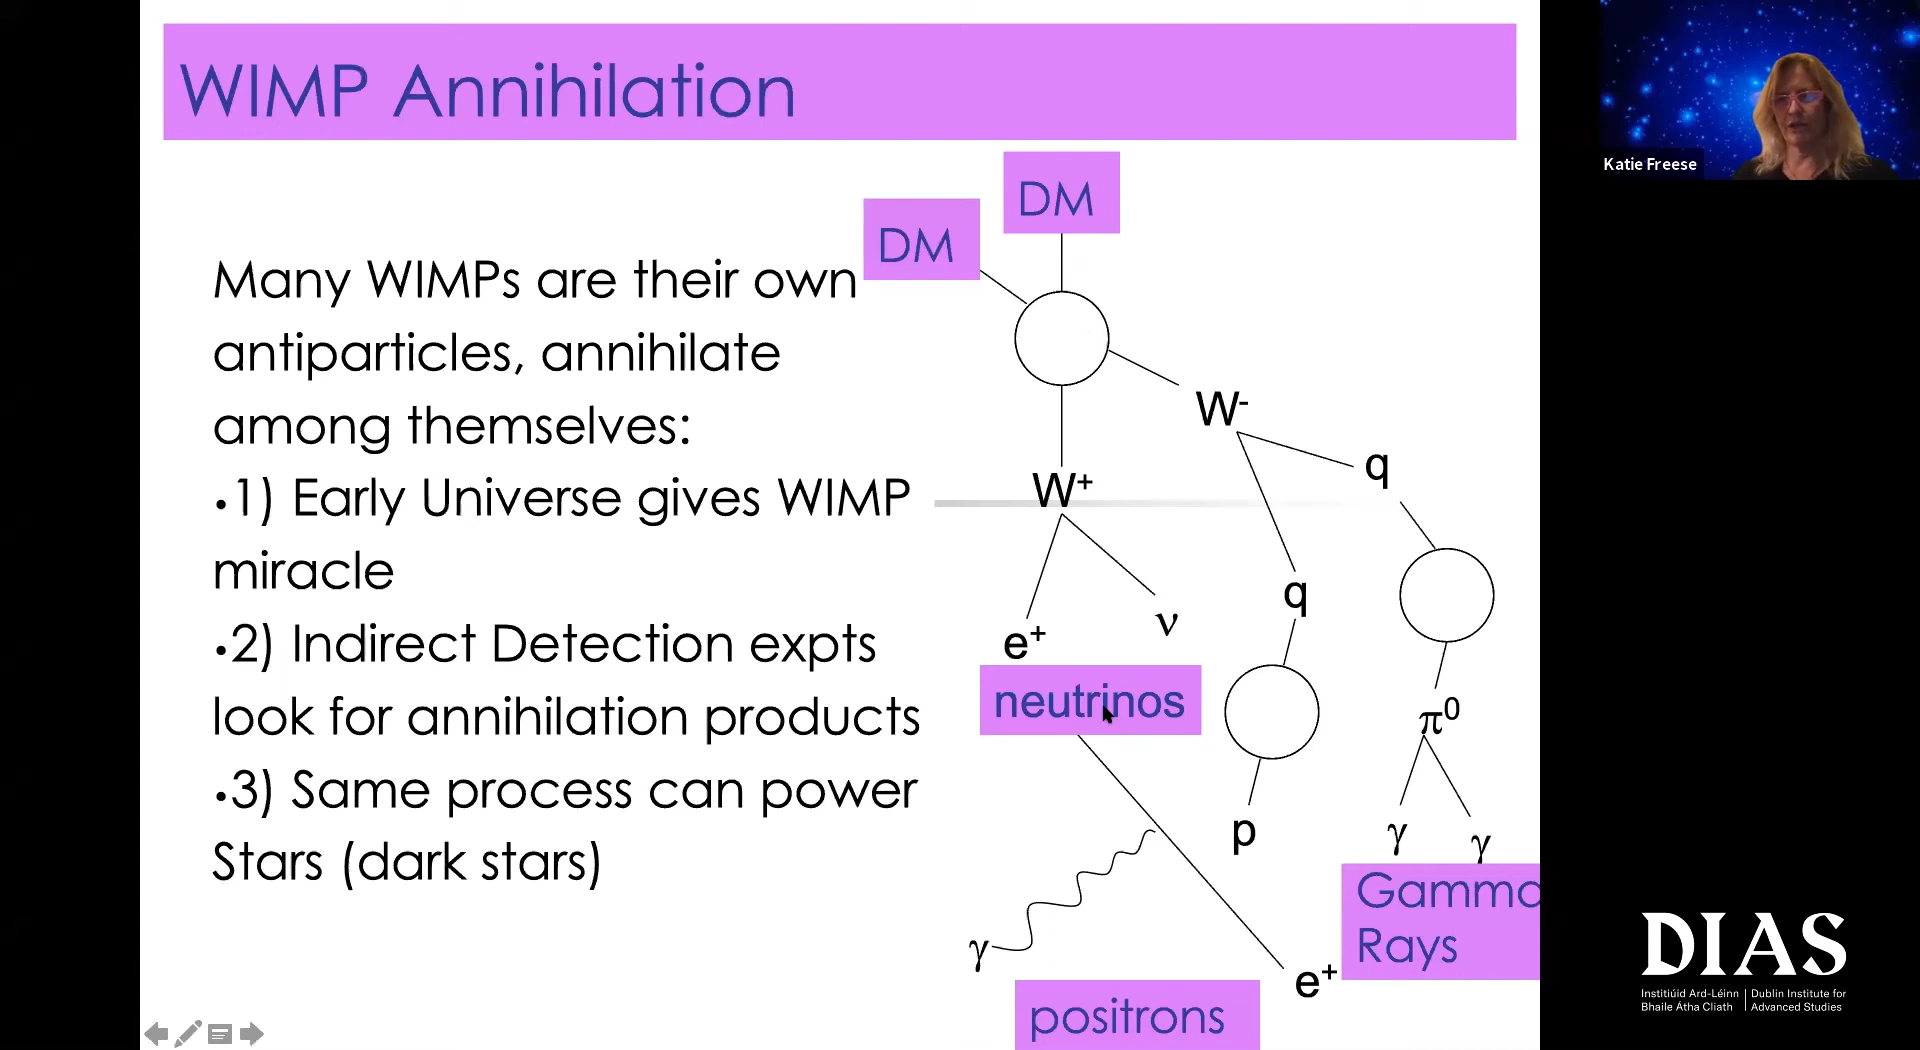 WIMP Annihilation
Katie Freese
DM
DM
Many WIMPs are their own
antiparticles, annihilate
among themselves:
•1) Early Universe gives WIMP
miracle
•2) Indirect Detection expts
look for annihilation products
•3) Same process can power
Stars (dark stars)
W-
q
W+
q
e+
ν
neutrinos
π0
p
γ
γ
Gamma
Rays
γ
e+
positrons
DIAS
Institiúid Ard-Léinn
Bhaile Átha Cliath
Dublin Institute for
Advanced Studies